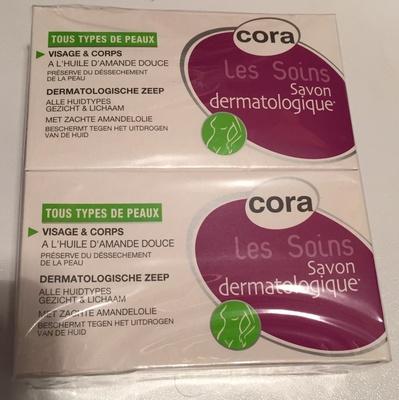 TOUS TYPES DE PEAUX
VISAGE & CORPS
A L'HUILE D'AMANDE DOUCE
PRÉSERVE DU DÉSSECHEMENT
DE LA PEAU
DERMATOLOGISCHE ZEEP
ALLE HUIDTYPES
GEZICHT & LICHAAM
MET ZACHTE AMANDELOLIE
BESCHERMT TEGEN HET UITDROGEN
VAN DE HUID
cora
Les Soins
Savon
dermatologique*
TOUS TYPES DE PEAUX
VISAGE & CORPS
A L'HUILE D'AMANDE DOUCE
PRÉSERVE DU DÉSSECHEMENT
DE LA PEAU
DERMATOLOGISCHE ZEEP
ALLE HUIDTYPES
GEZICHT & LICHAAM
MET ZACHTE AMANDELOLIE
BESCHERMT TEGEN HET UITDROGEN
VAN DE HUID
cora
Les Soins
Savon
dermatologique*